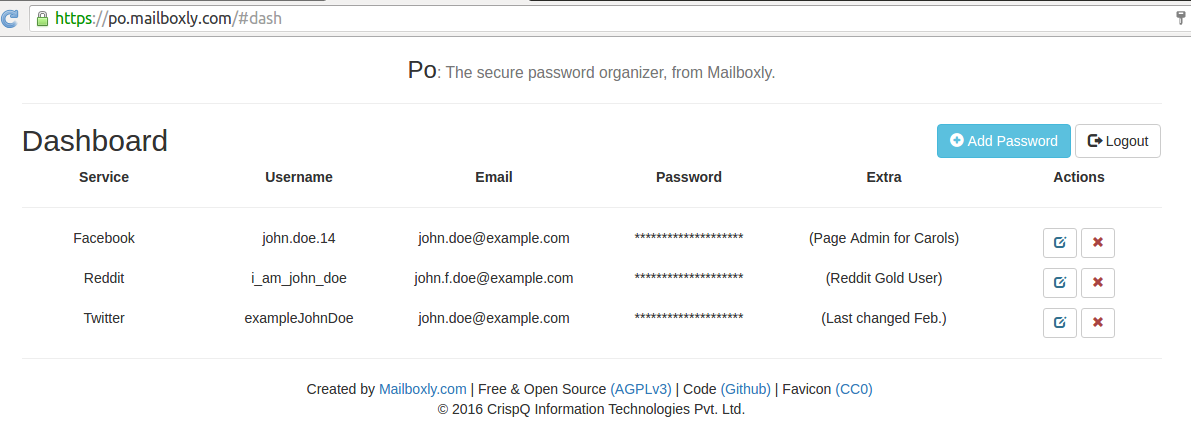 https://po.mailboxly.com/#dash
Po: The secure password organizer, from Mailboxly.
Dashboard Add Password Logout
Service Username Email Password Extra Actions
Facebook john.doe.14 john.doe@example.com ******************** (Page Admin for Carols)
Reddit i_am_john_doe john.f.doe@example.com ******************** (Reddit Gold User)
Twitter exampleJohnDoe john.doe@example.com ******************** (Last changed Feb.)
Created by Mailboxly.com | Free & Open Source (AGPLv3) | Code (Github) | Favicon (CC0)
© 2016 CrispQ Information Technologies Pvt. Ltd.